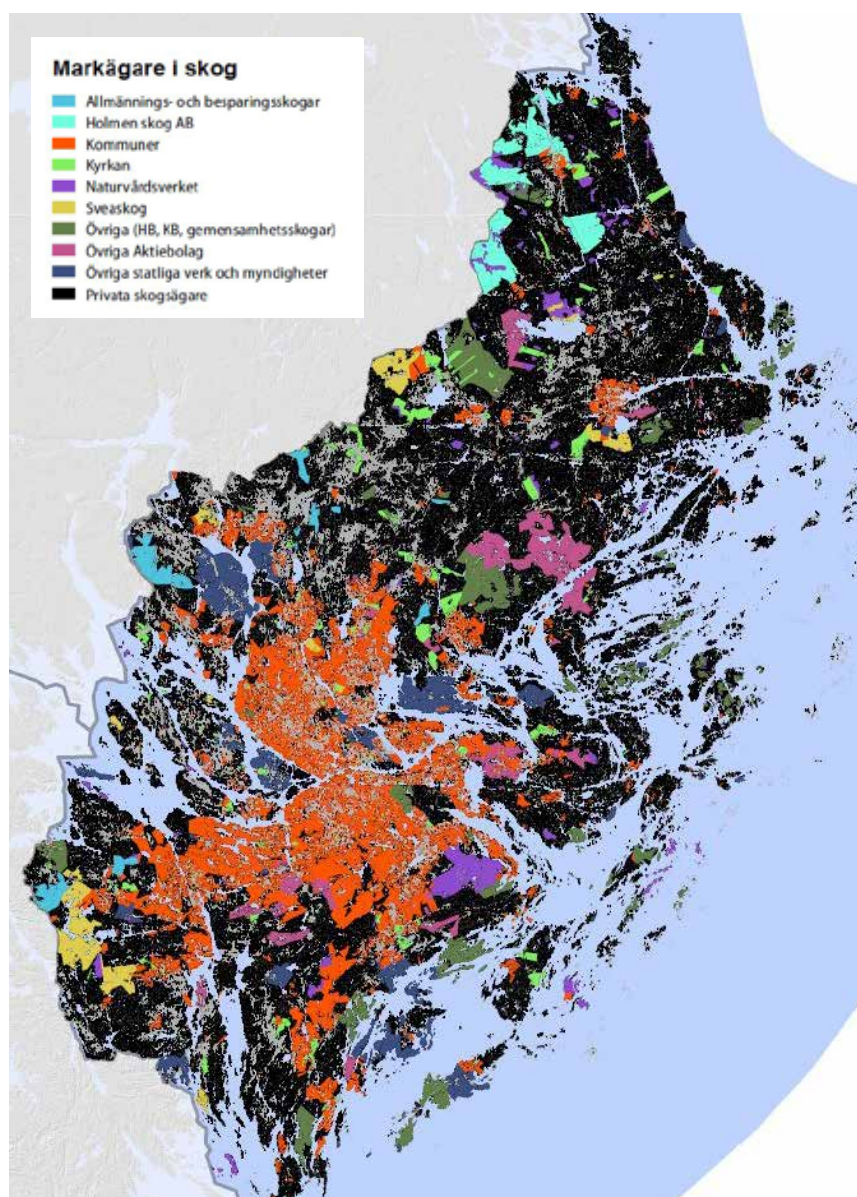 Markägare i skog
Allmännings- och besparingsskogar
Holmen skog AB
Kommuner
Kyrkan
Naturvårdsverket
Sveaskog
Övriga (HB, KB, gemensamhetsskogar)
Övriga Aktiebolag
Övriga statliga verk och myndigheter
Privata skogsägare